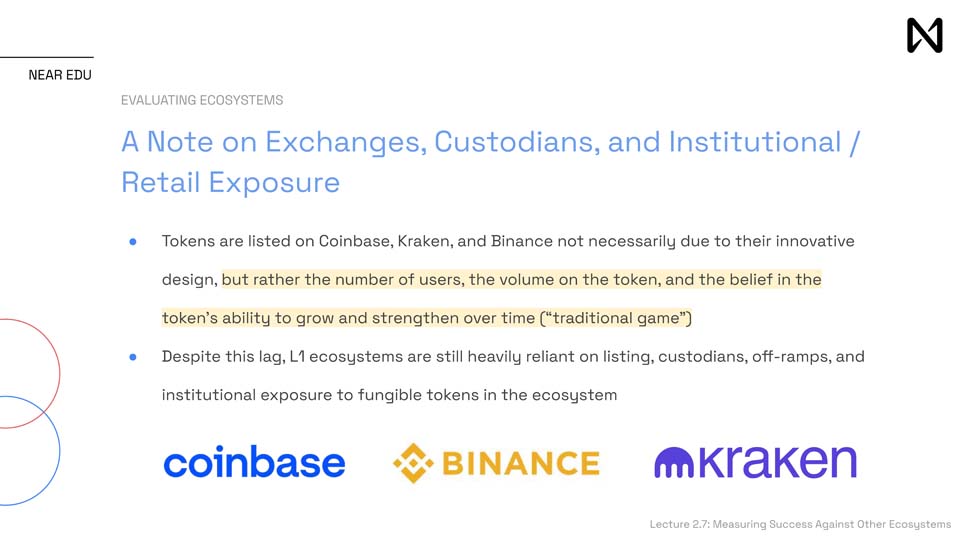 NEAR EDU
EVALUATING ECOSYSTEMS
A Note on Exchanges, Custodians, and Institutional /
Retail Exposure
● Tokens are listed on Coinbase, Kraken, and Binance not necessarily due to their innovative
design, but rather the number of users, the volume on the token, and the belief in the
token's ability to grow and strengthen over time (“traditional game”)
● Despite this lag, L1 ecosystems are still heavily reliant on listing, custodians, off-ramps, and
institutional exposure to fungible tokens in the ecosystem
coinbase
BINANCE
kraken
Lecture 2.7: Measuring Success Against Other Ecosystems